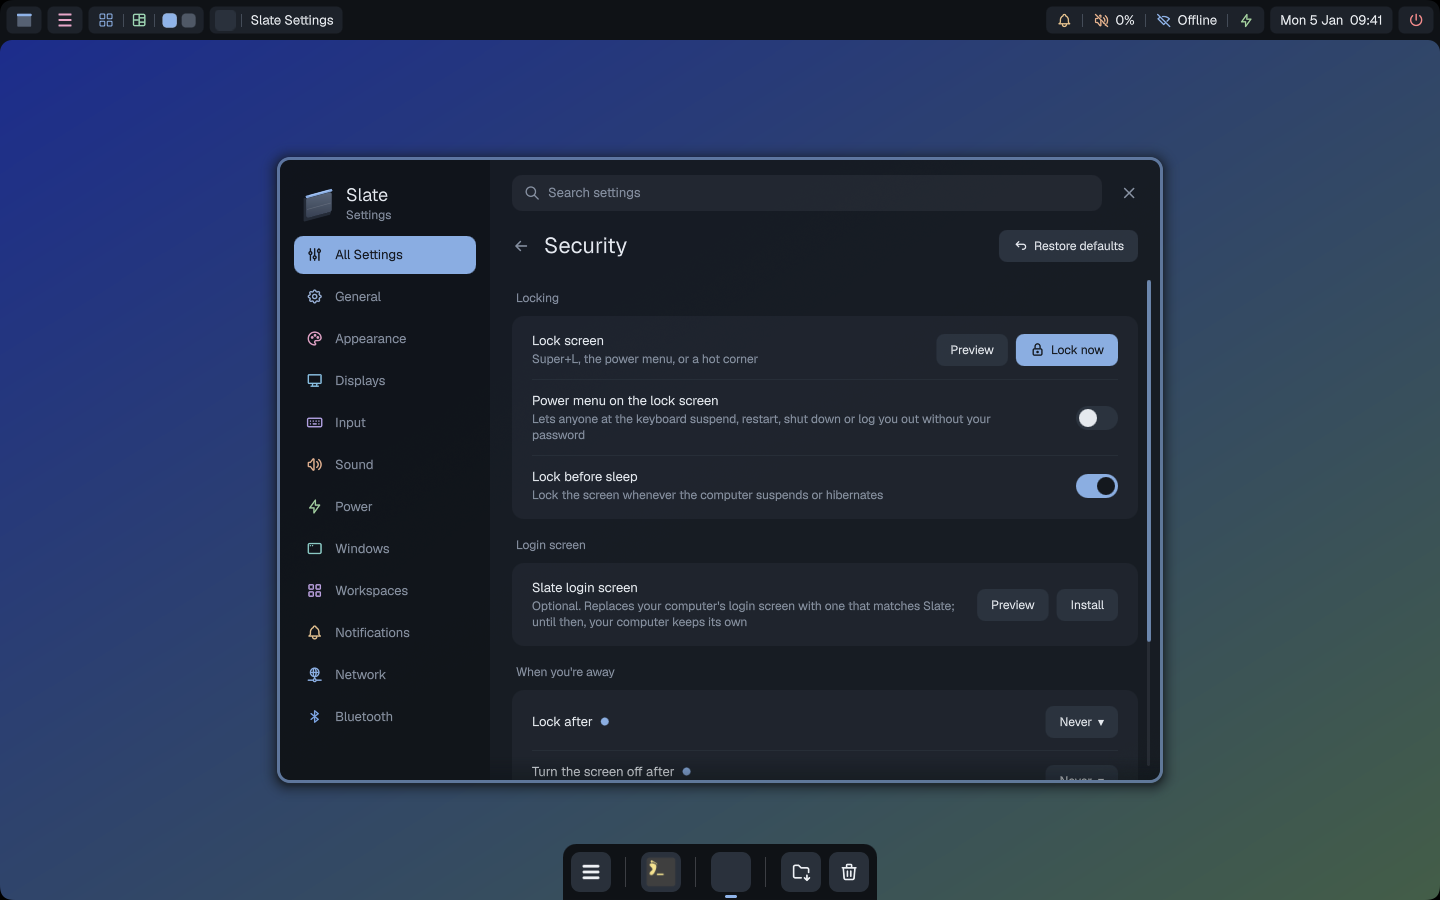 Slate Settings
0%
Offline
Mon 5 Jan 09:41
Slate
Settings
Search settings
Security
Restore defaults
All Settings
General
Appearance
Displays
Input
Sound
Power
Windows
Workspaces
Notifications
Network
Bluetooth
Locking
Lock screen
Super+L, the power menu, or a hot corner
Preview
Lock now
Power menu on the lock screen
Lets anyone at the keyboard suspend, restart, shut down or log you out without your
password
Lock before sleep
Lock the screen whenever the computer suspends or hibernates
Login screen
Slate login screen
Optional. Replaces your computer's login screen with one that matches Slate;
until then, your computer keeps its own
Preview
Install
When you're away
Lock after
Never
Turn the screen off after
Never